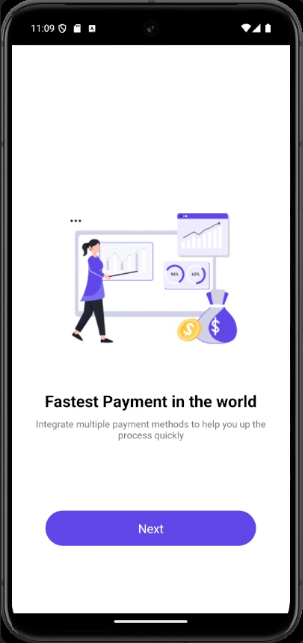 11:09
Fastest Payment in the world
Integrate multiple payment methods to help you up the
process quickly
Next